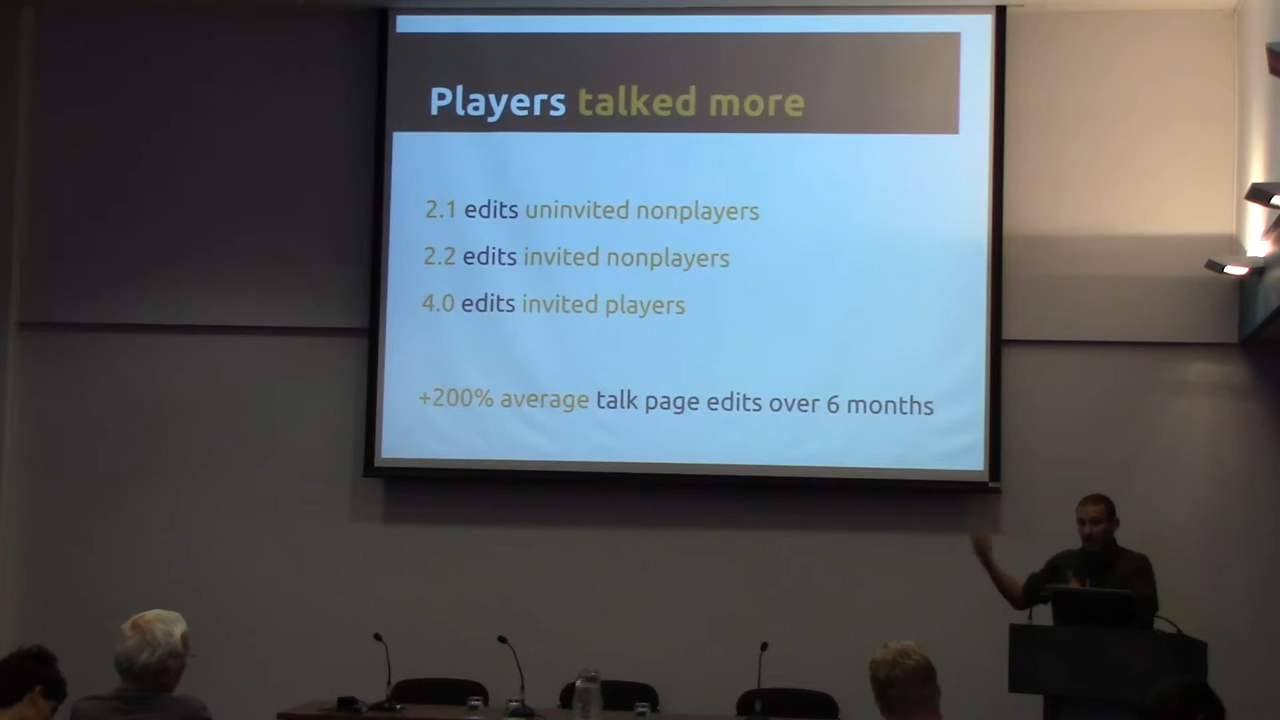 Players talked more
2.1 edits uninvited nonplayers
2.2 edits invited nonplayers
4.0 edits invited players
+200% average talk page edits over 6 months